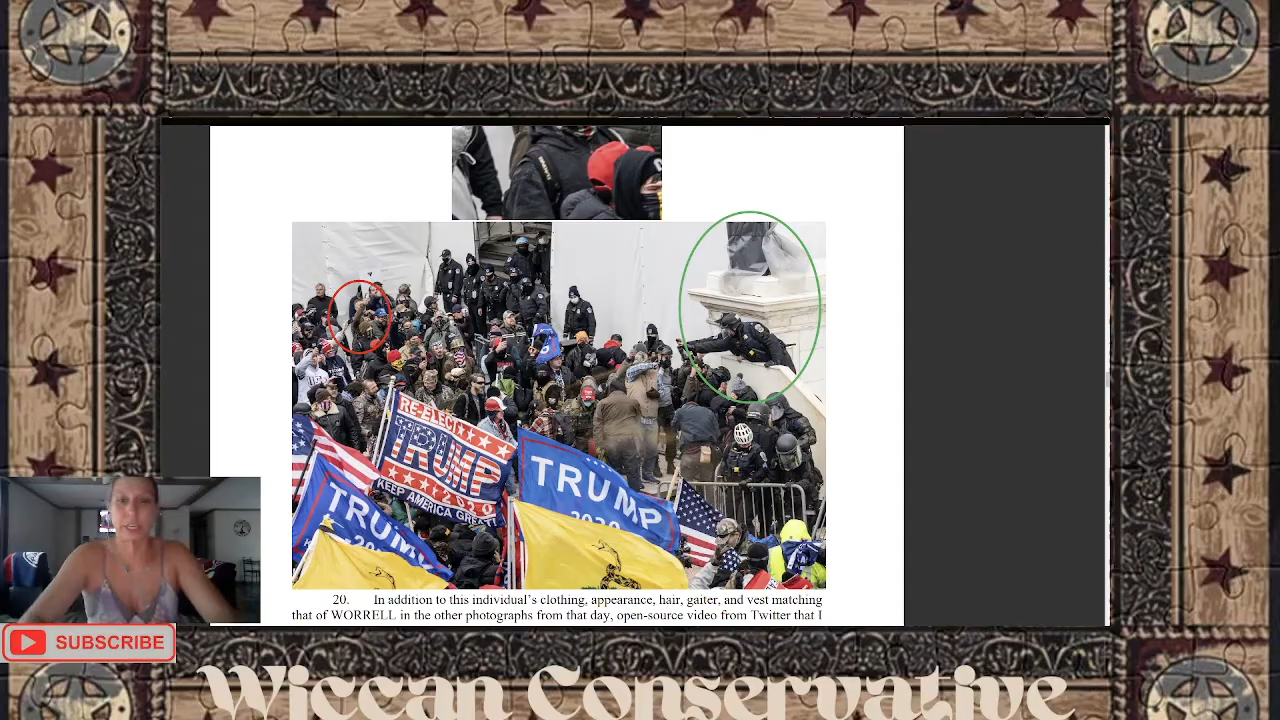 RE-ELECT
TRUMP
2020
KEEP AMERICA GREAT!
TRUMP
2020
TRUMP
20. In addition to this individual's clothing, appearance, hair, gaiter, and vest matching
that of WORRELL in the other photographs from that day, open-source video from Twitter that I
SUBSCRIBE
Wiccan Conservative